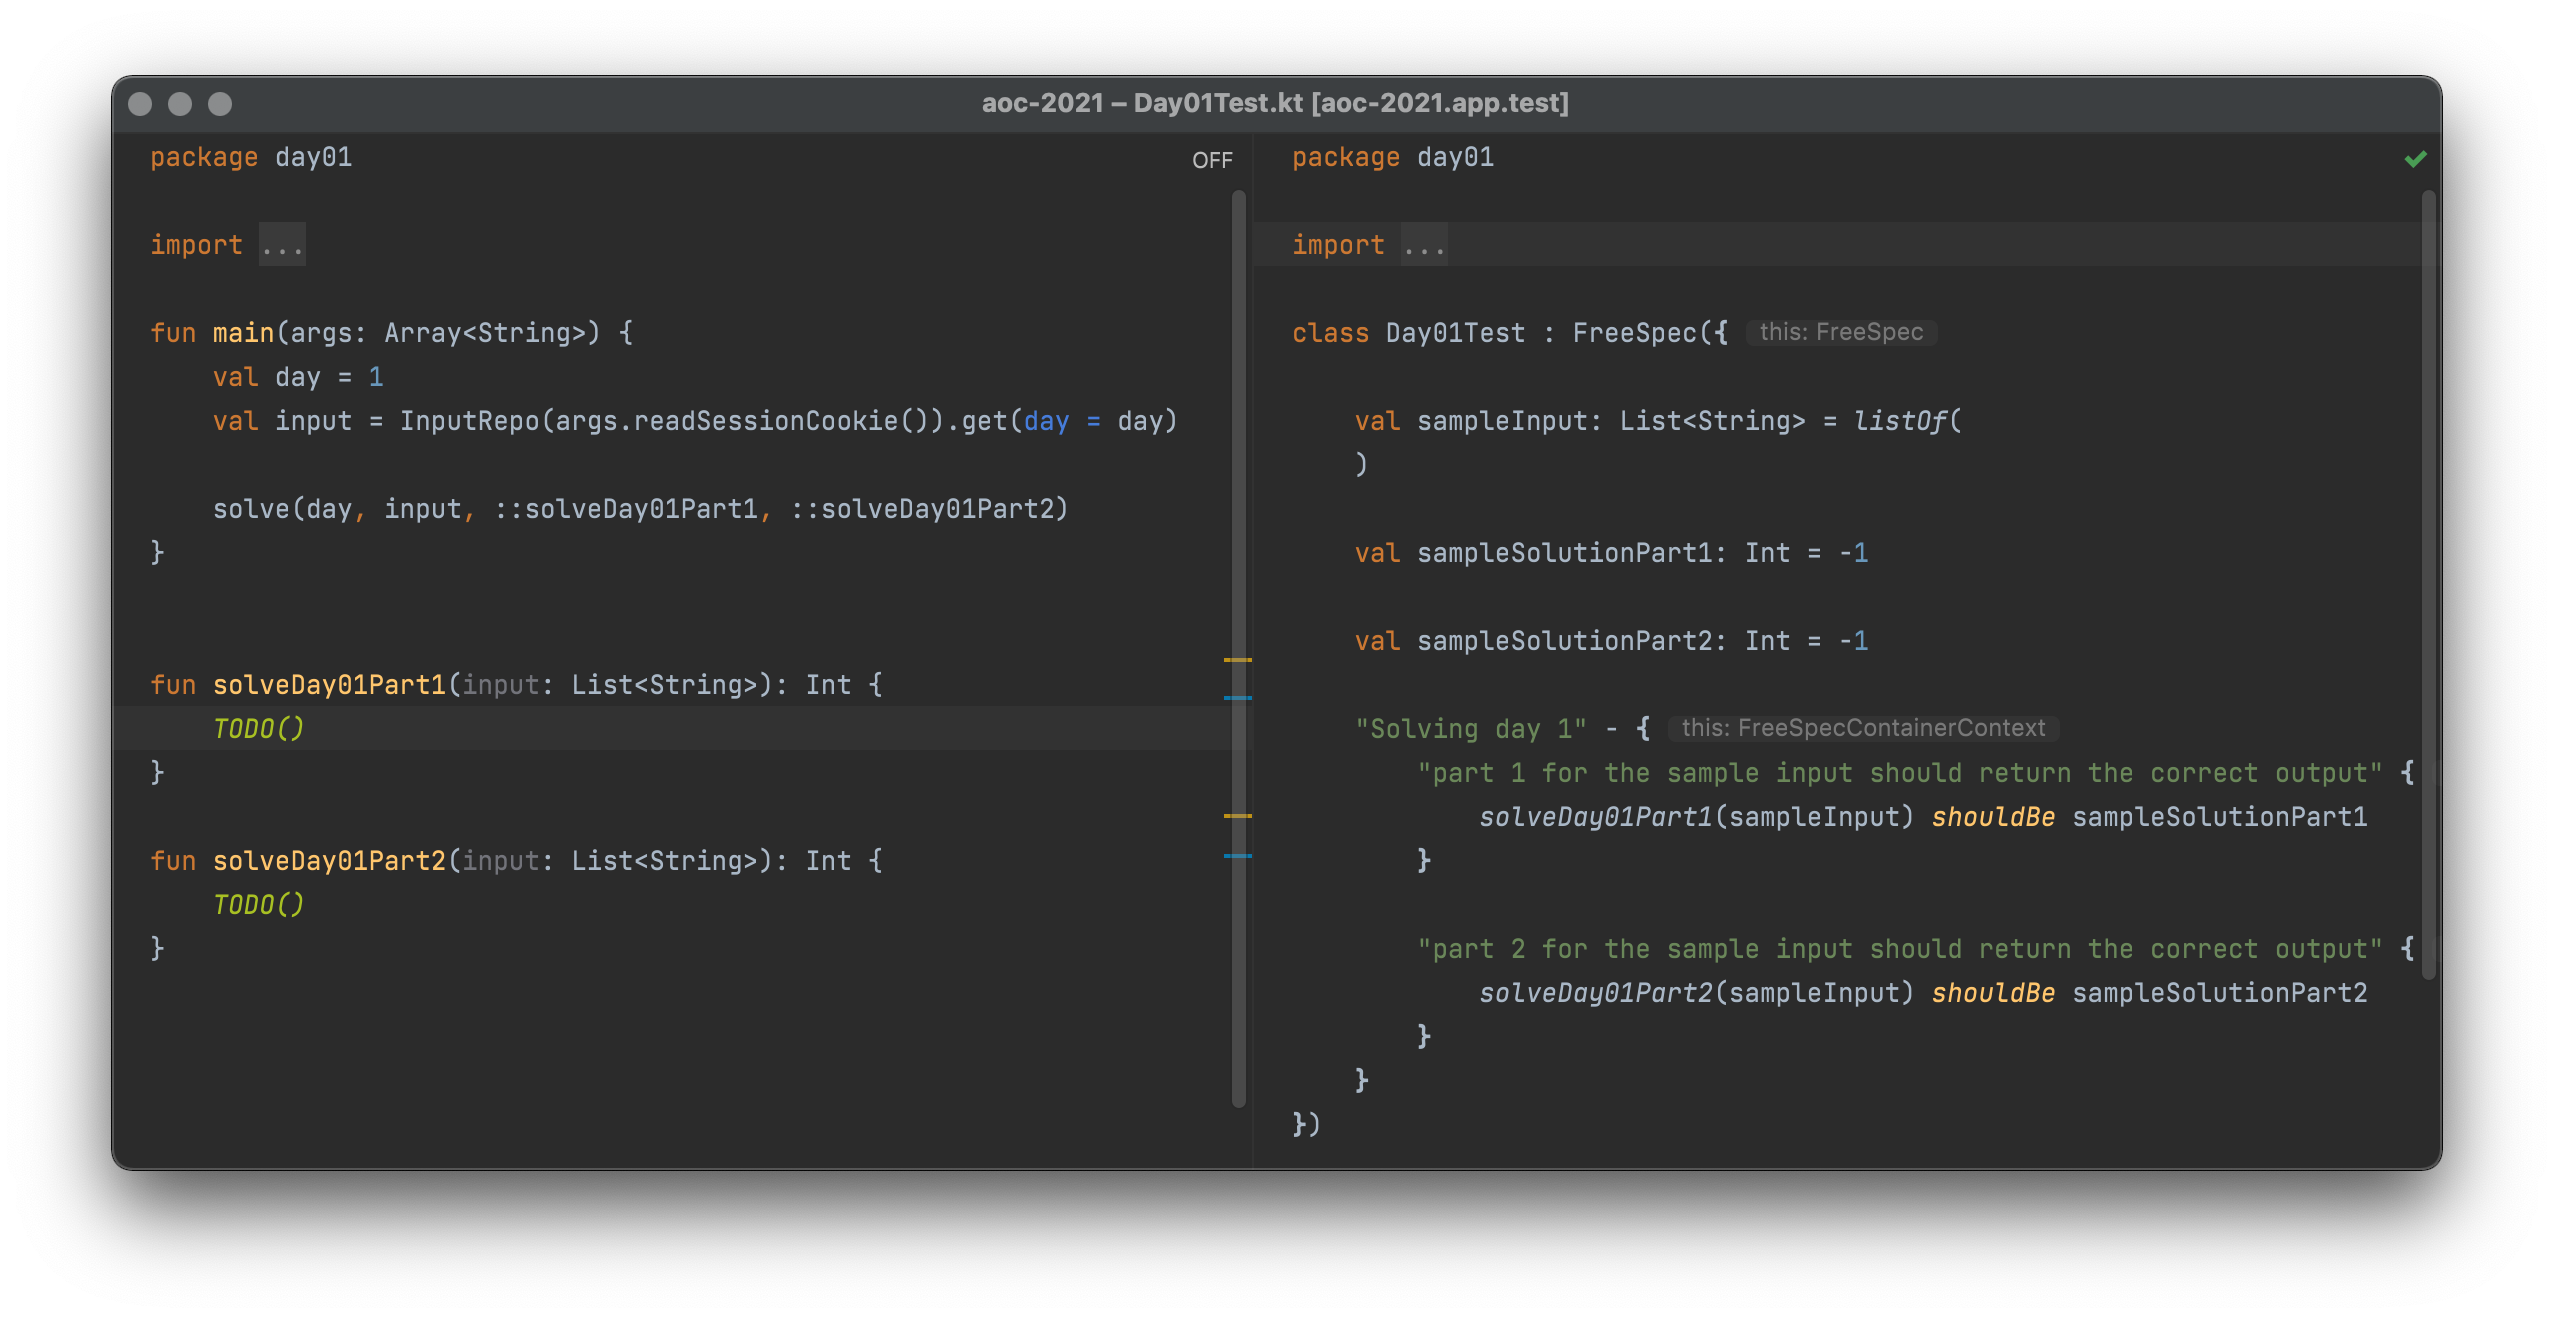 aoc-2021 – Day01Test.kt [aoc-2021.app.test]
package day01
OFF
import ...
fun main(args: Array<String>) {
    val day = 1
    val input = InputRepo(args.readSessionCookie()).get(day = day)
    solve(day, input, ::solveDay01Part1, ::solveDay01Part2)
}
fun solveDay01Part1(input: List<String>): Int {
    TODO()
}
fun solveDay01Part2(input: List<String>): Int {
    TODO()
}
package day01
import ...
class Day01Test : FreeSpec({ this: FreeSpec
    val sampleInput: List<String> = listOf(
    )
    val sampleSolutionPart1: Int = -1
    val sampleSolutionPart2: Int = -1
    "Solving day 1" - { this: FreeSpecContainerContext
        "part 1 for the sample input should return the correct output" {
            solveDay01Part1(sampleInput) shouldBe sampleSolutionPart1
        }
        "part 2 for the sample input should return the correct output" {
            solveDay01Part2(sampleInput) shouldBe sampleSolutionPart2
        }
    }
})